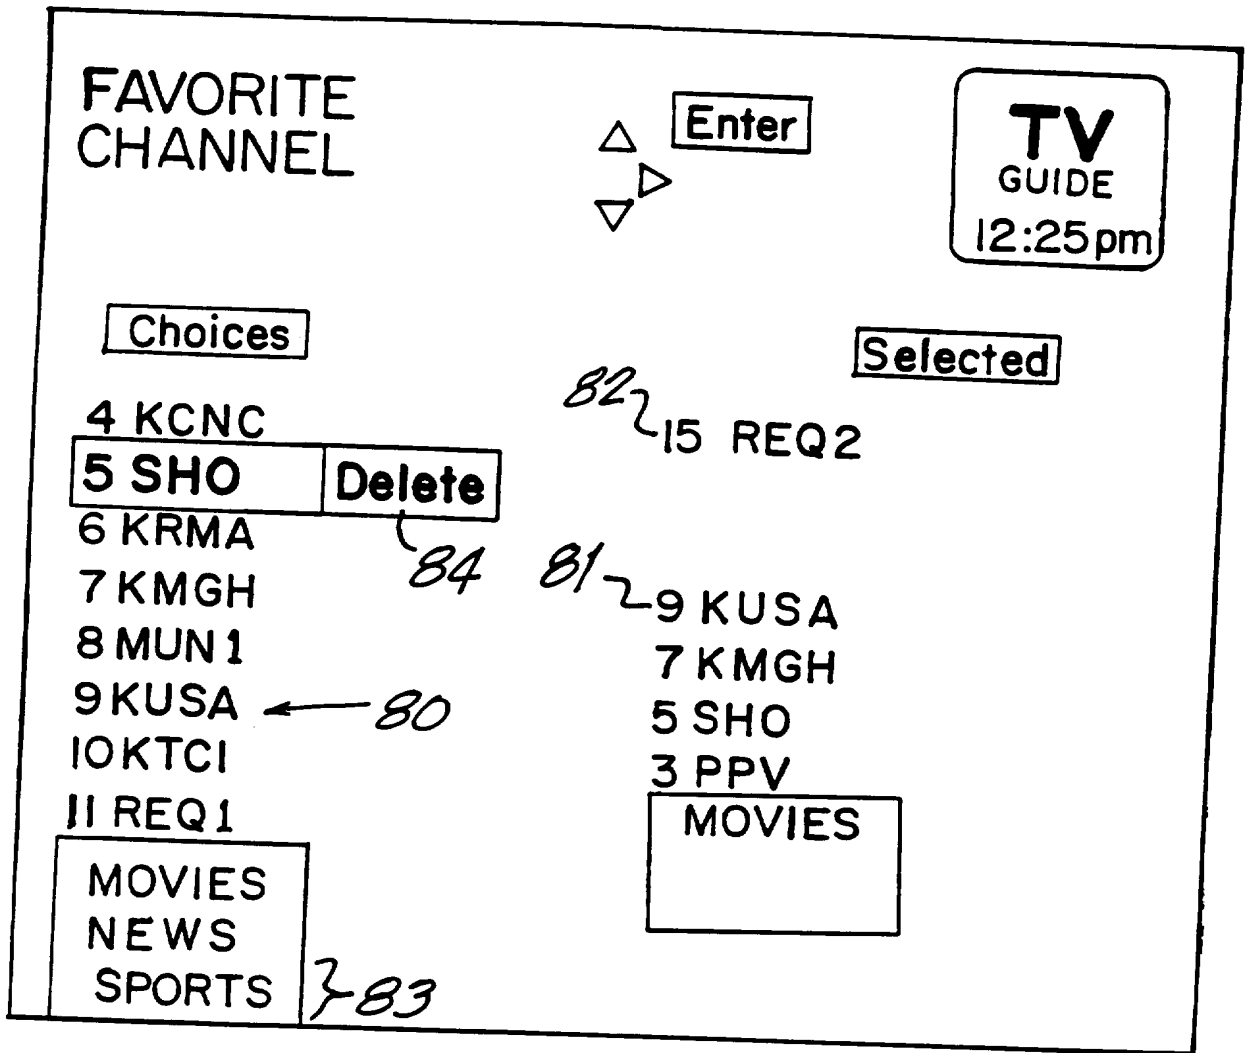 FAVORITE
CHANNEL
Enter
TV
GUIDE
12:25pm
Choices
Selected
4 KCNC
5 SHO Delete
6 KRMA
7 KMGH
8 MUN1
9 KUSA
10 KTCI
11 REQ1
MOVIES
NEWS
SPORTS
84
80
83
82
15 REQ2
81
9 KUSA
7 KMGH
5 SHO
3 PPV
MOVIES